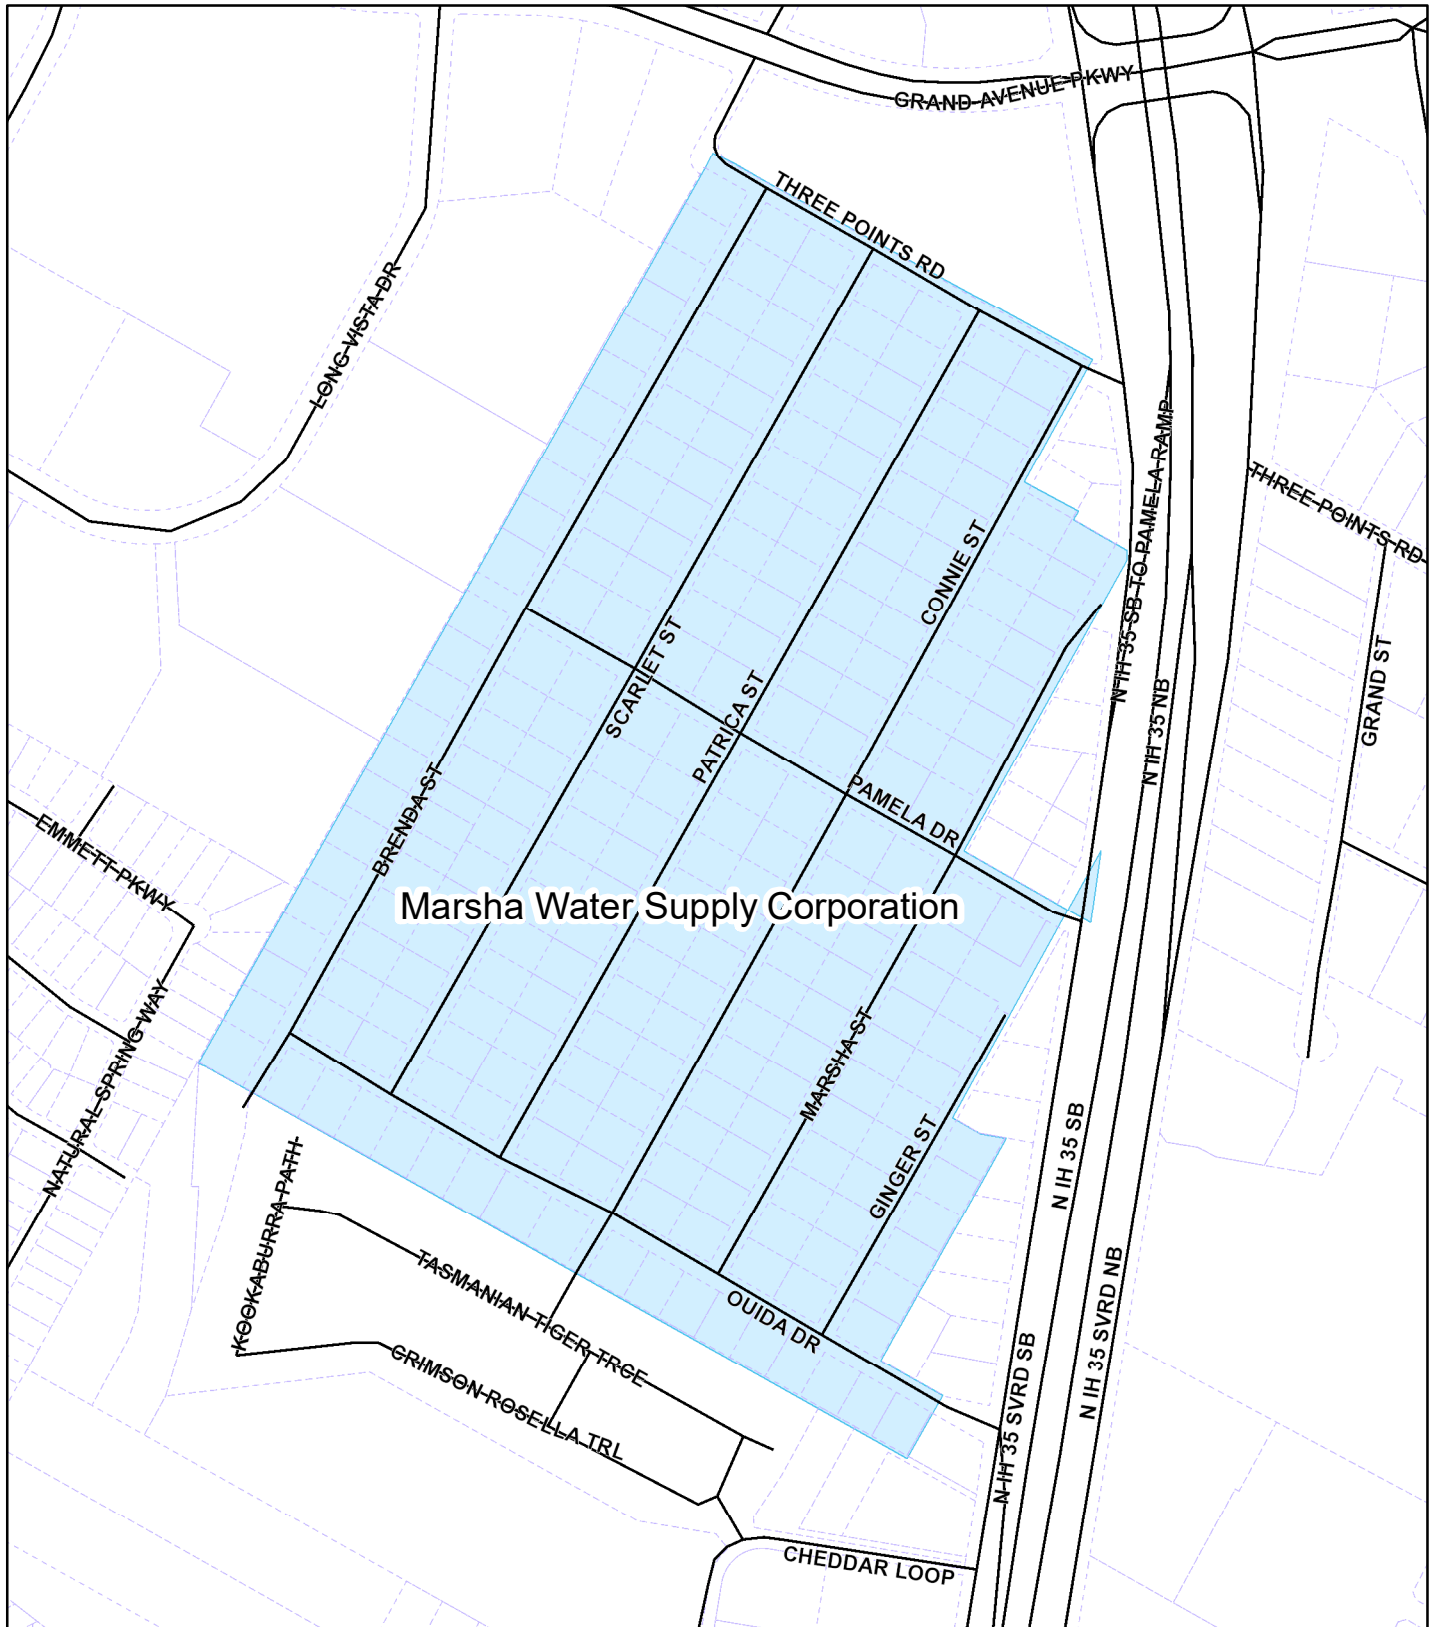 GRAND AVENUE PKWY
THREE POINTS RD
LONG VISTA DR
N IH 35 SB TO PAMELA RAMP
THREE POINTS RD
CONNIE ST
SCARLET ST
PATRICA ST
GRAND ST
N IH 35 NB
BRENDA ST
PAMELA DR
EMMETT PKWY
Marsha Water Supply Corporation
NATURAL SPRING WAY
MARSHA ST
GINGER ST
N IH 35 SB
KOOKABURRA PATH
TASMANIAN TIGER TRCE
OUIDA DR
N IH 35 SVRD NB
CRIMSON ROSELLA TRL
N IH 35 SVRD SB
CHEDDAR LOOP